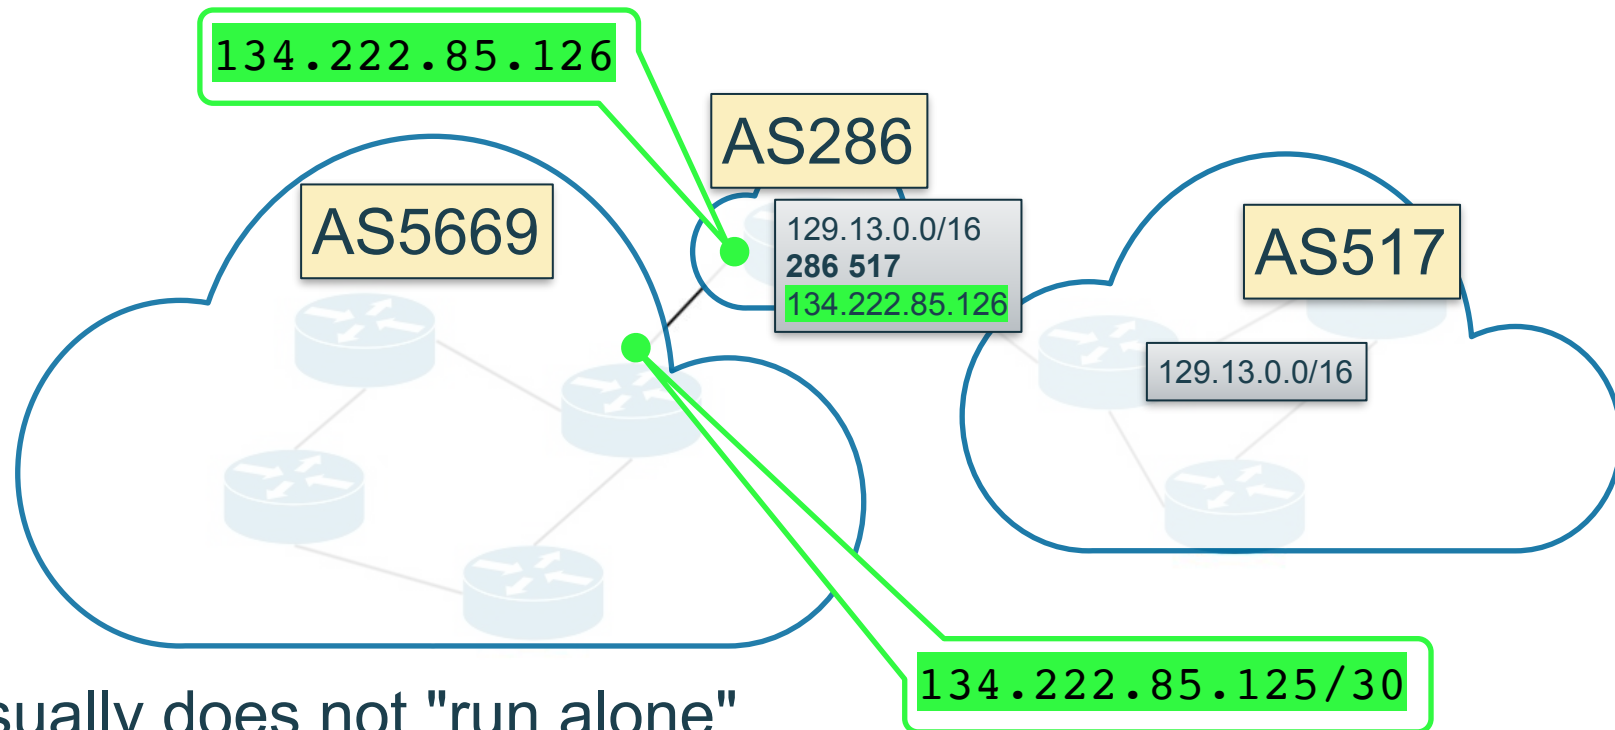 134.222.85.126
AS286
AS5669
129.13.0.0/16
286 517
134.222.85.126
AS517
129.13.0.0/16
134.222.85.125/30
does not "run alone"